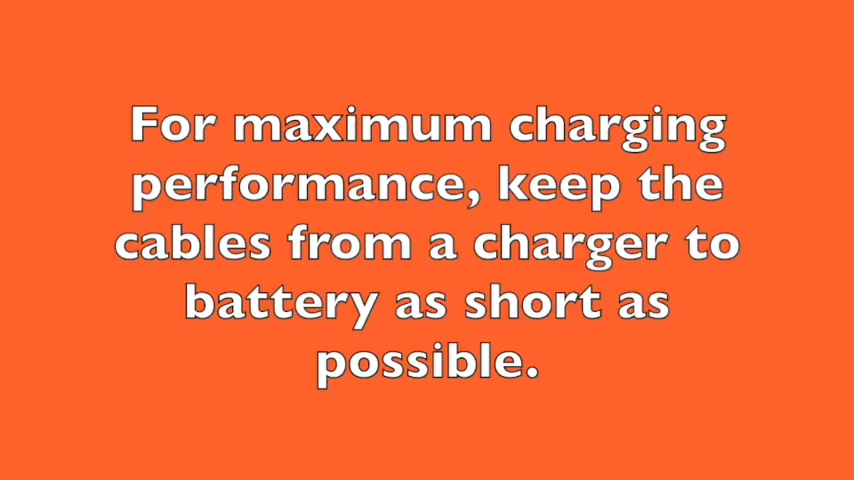 For maximum charging
performance, keep the
cables from a charger to
battery as short as
possible.